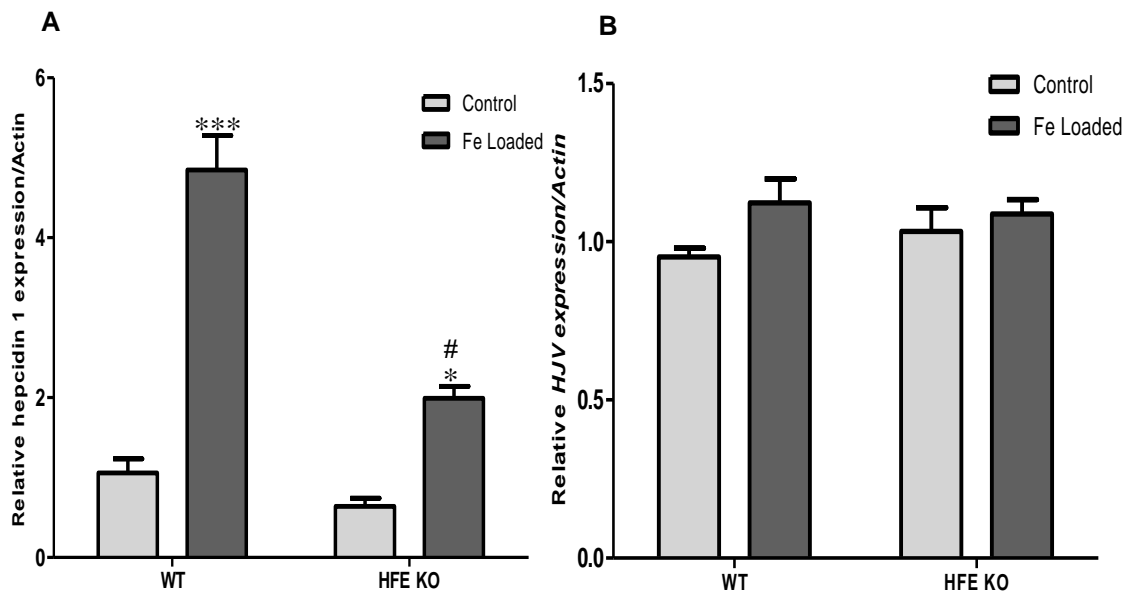 A
Relative hepcidin 1 expression/Actin
6
4
2
0
Control
Fe Loaded
***
#
*
WT
HFE KO
B
Relative HJV expression/Actin
1.5
1.0
0.5
0.0
Control
Fe Loaded
WT
HFE KO